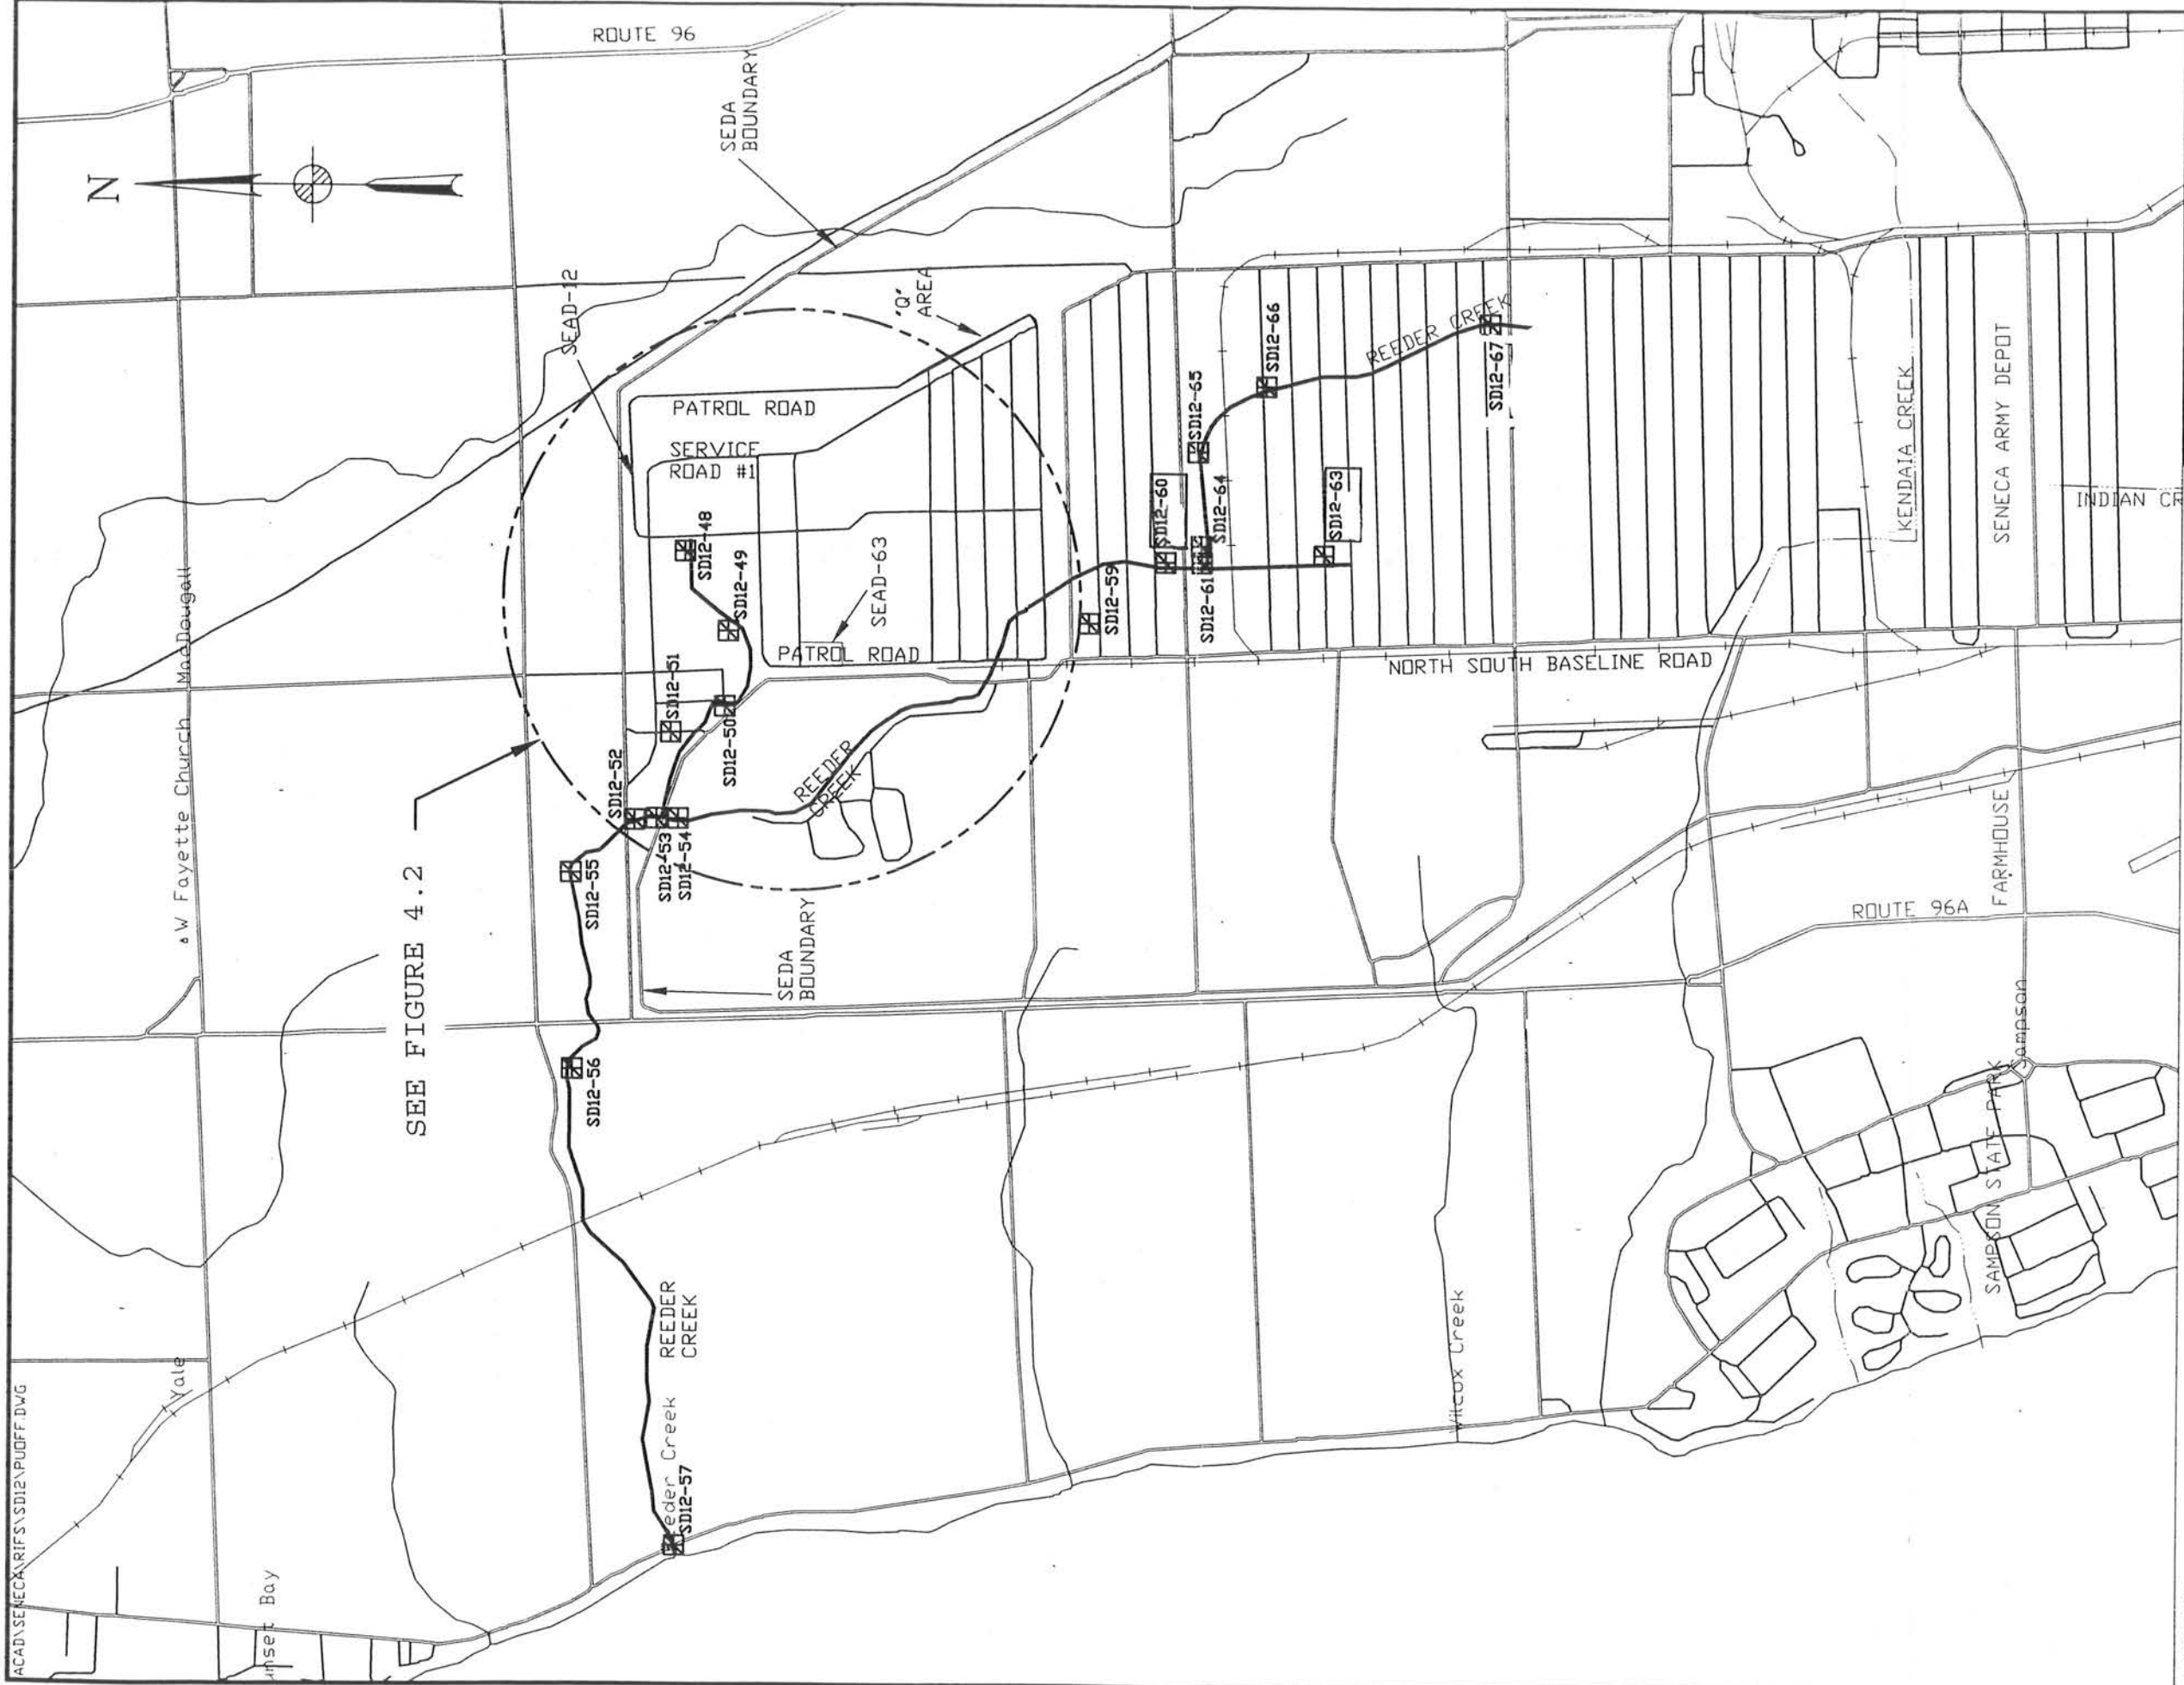 ROUTE 96
N
SEDA
BOUNDARY
SEAD-12
"Q"
AREA
PATROL ROAD
SERVICE
ROAD #1
W Fayette Church
MacDougall
SEAD-63
PATROL ROAD
SD12-48
SD12-49
SD12-51
SD12-50
SD12-52
SD12-53
SD12-54
SD12-55
SD12-56
SD12-57
SD12-59
SD12-60
SD12-61
SD12-64
SD12-65
SD12-66
SD12-63
SD12-67
REEDER CREEK
KENDAIA CREEK
SENECA ARMY DEPOT
INDIAN CR
NORTH SOUTH BASELINE ROAD
REEDER
CREEK
SEE FIGURE 4.2
SEDA
BOUNDARY
FARMHOUSE
ROUTE 96A
Sampson
SAMPSON STATE PARK
REEDER
CREEK
eeder Creek
Wilcox Creek
Yale
unset Bay
ACAD\SENECA\RIFS\SD12\PUOFF.DWG